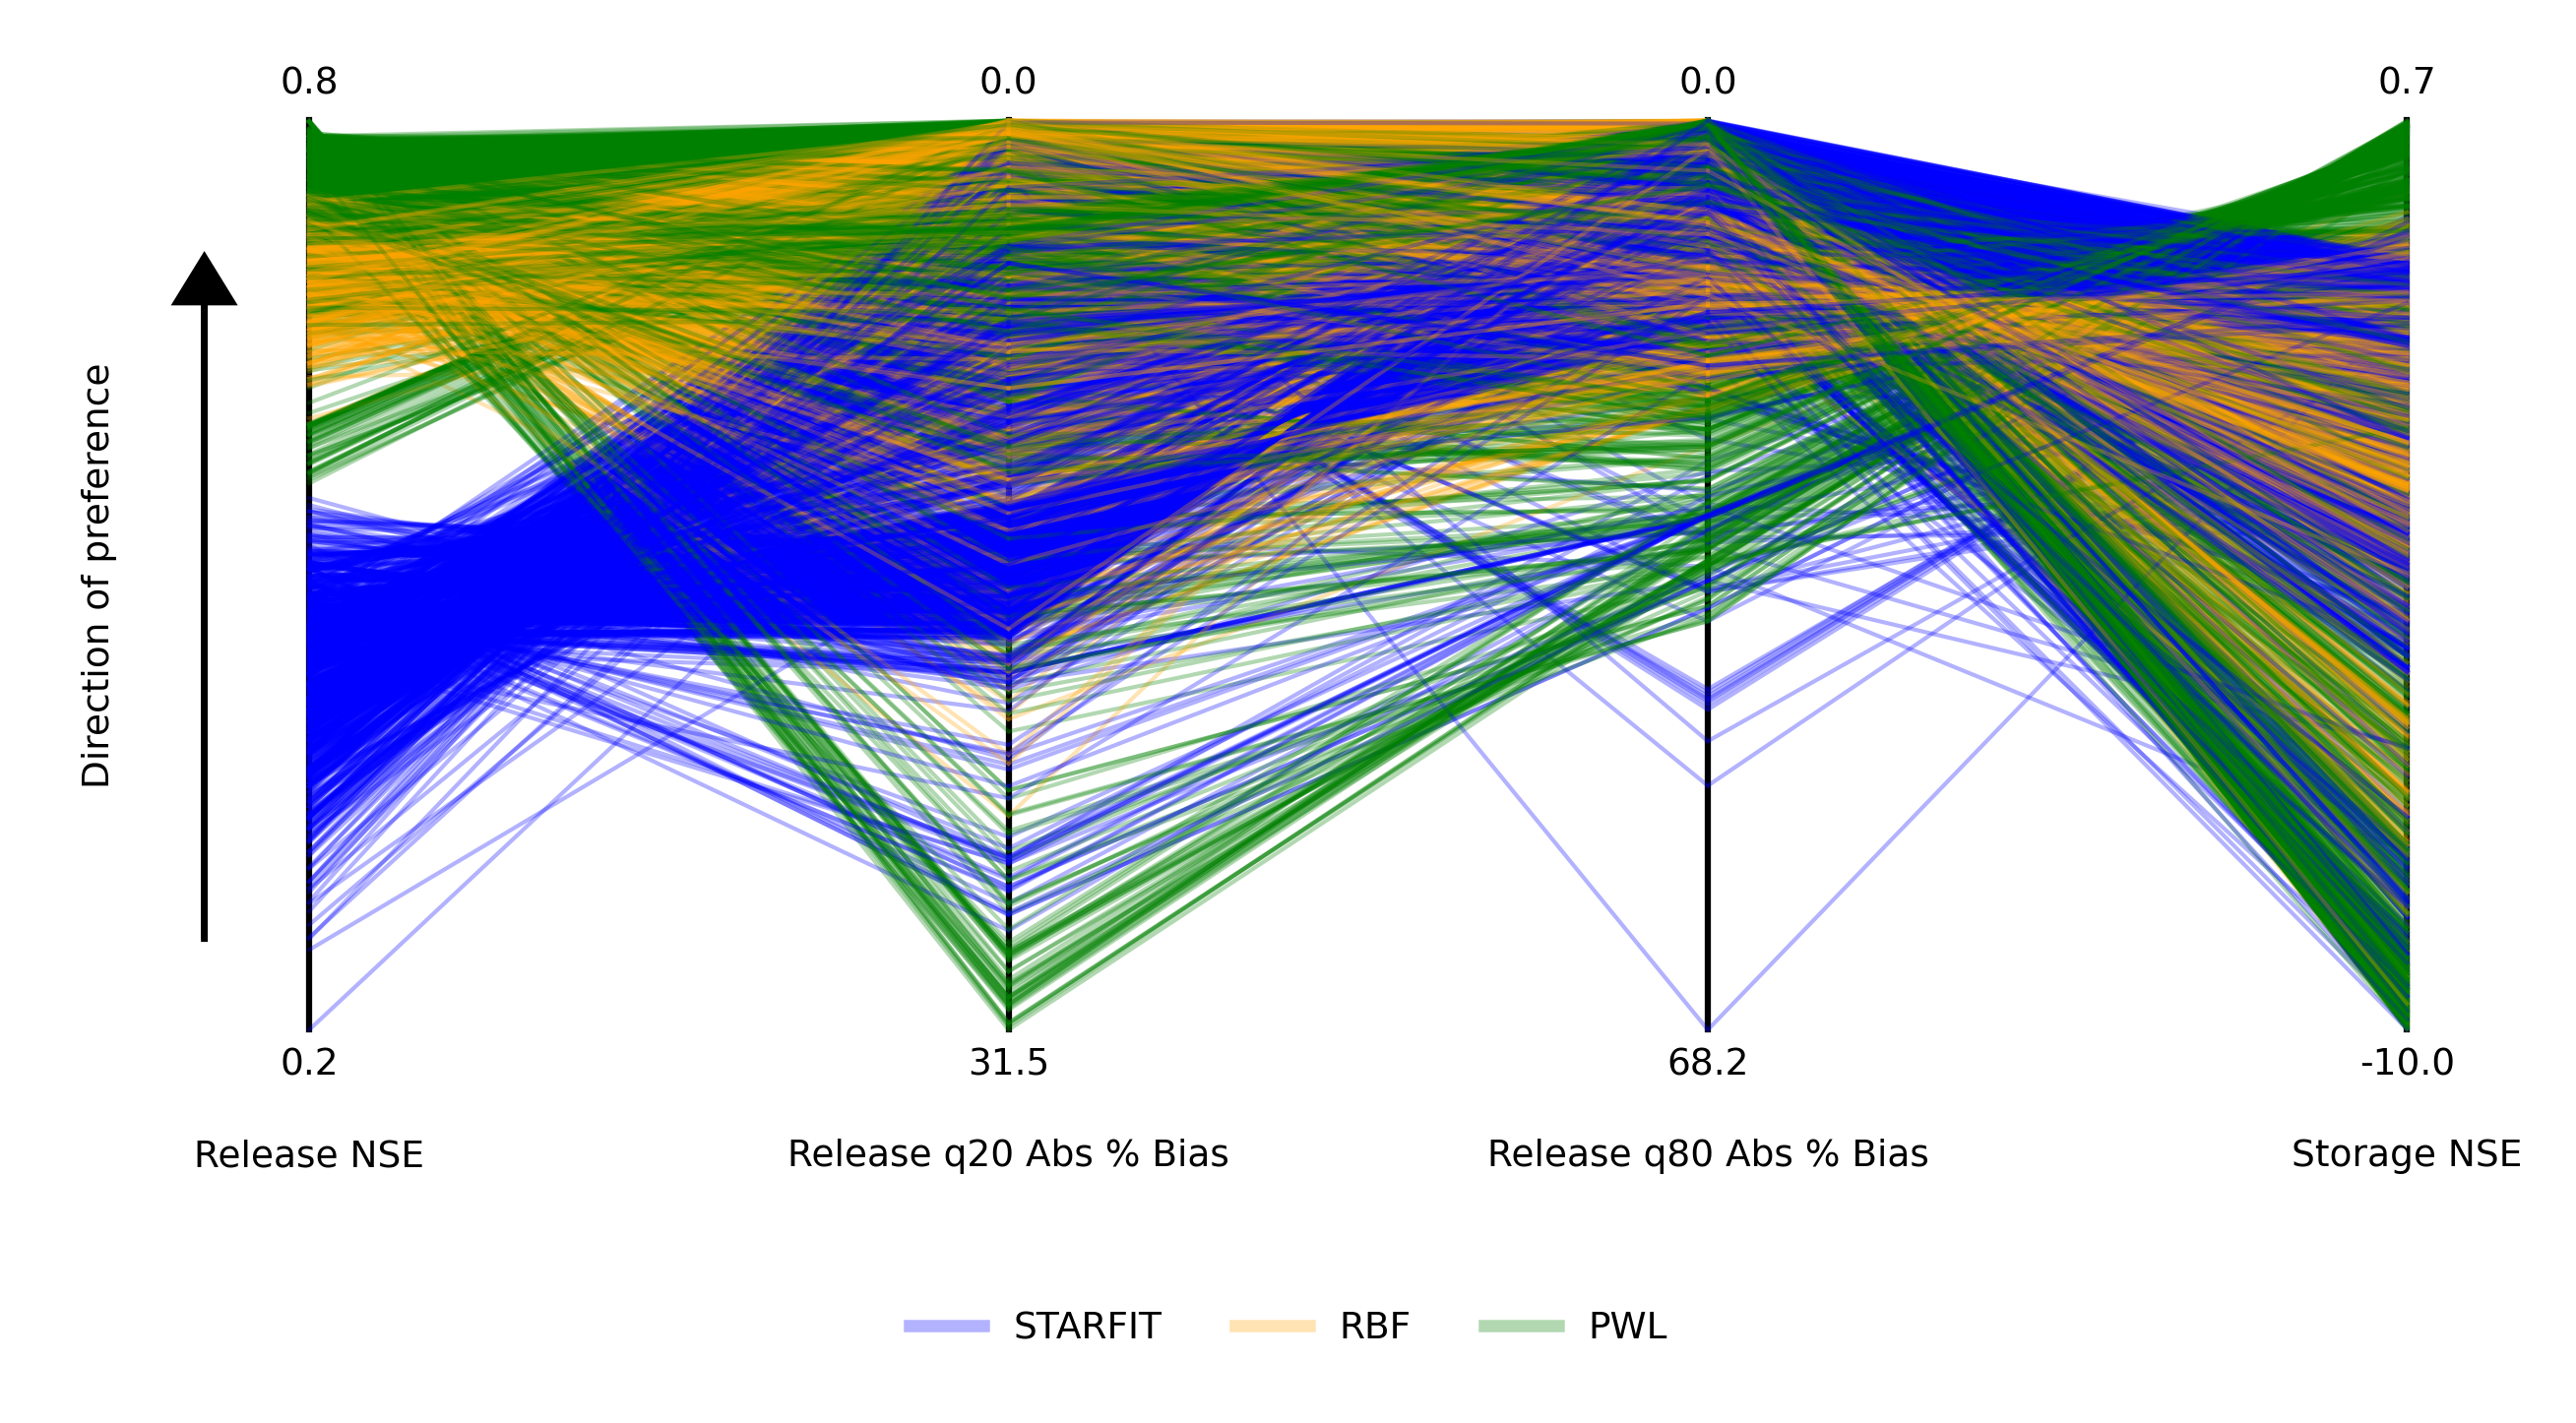 0.8
0.0
0.0
0.7
Direction of preference
0.2
31.5
68.2
-10.0
Release NSE
Release q20 Abs % Bias
Release q80 Abs % Bias
Storage NSE
STARFIT
RBF
PWL